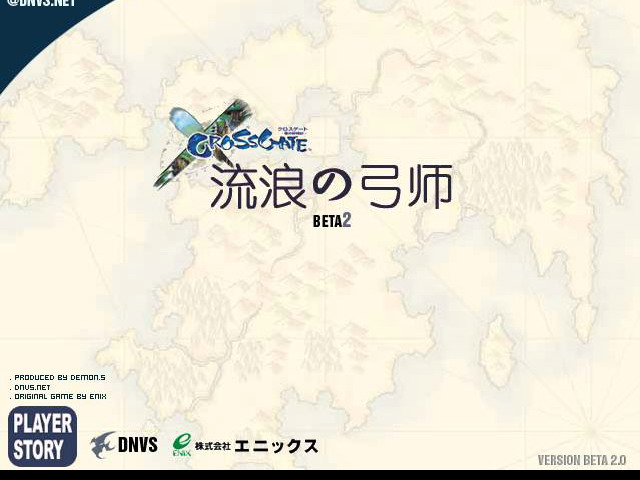 @DNVS.NET
クロスゲート
CROSSGATE
流浪の弓师
BETA2
. PRODUCED BY DEMON.S
. DNVS.NET
. ORIGINAL GAME BY ENIX
PLAYER
STORY
DNVS
ENIX
株式会社 エニックス
VERSION BETA 2.0